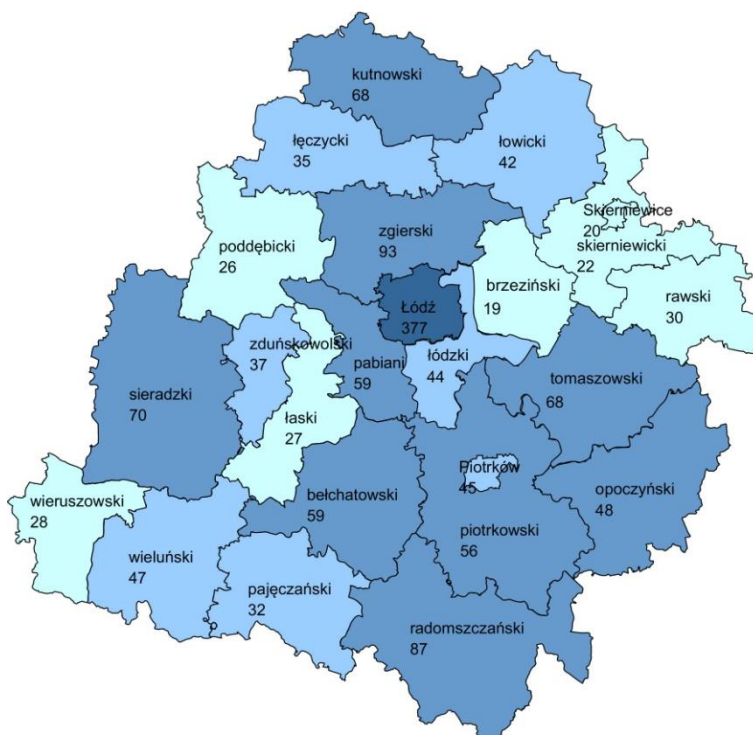 kutnowski
68
łęczycki
35
łowicki
42
Skierniewice
20
zgierski
93
poddębicki
26
skierniewicki
22
brzeziński
19
rawski
30
Łódź
377
zduńskowolski
37
pabiani
59
łódzki
44
tomaszowski
68
sieradzki
70
łaski
27
Piotrków
45
wieruszowski
28
bełchatowski
59
opoczyński
48
piotrkowski
56
wieluński
47
pajęczański
32
radomszczański
87